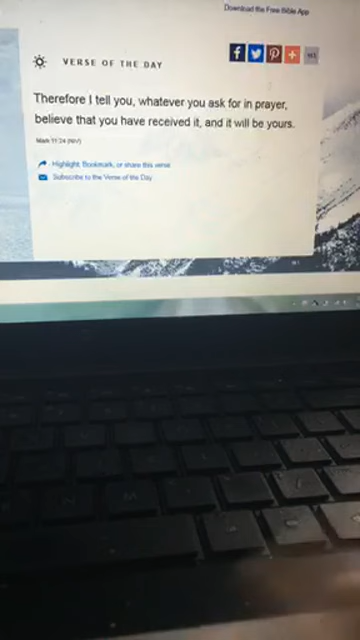 Download the Free Bible App
VERSE OF THE DAY
Therefore I tell you, whatever you ask for in prayer,
believe that you have received it, and it will be yours.
Mark 11:24 (NIV)
Highlight, Bookmark, or share this verse
Subscribe to the Verse of the Day